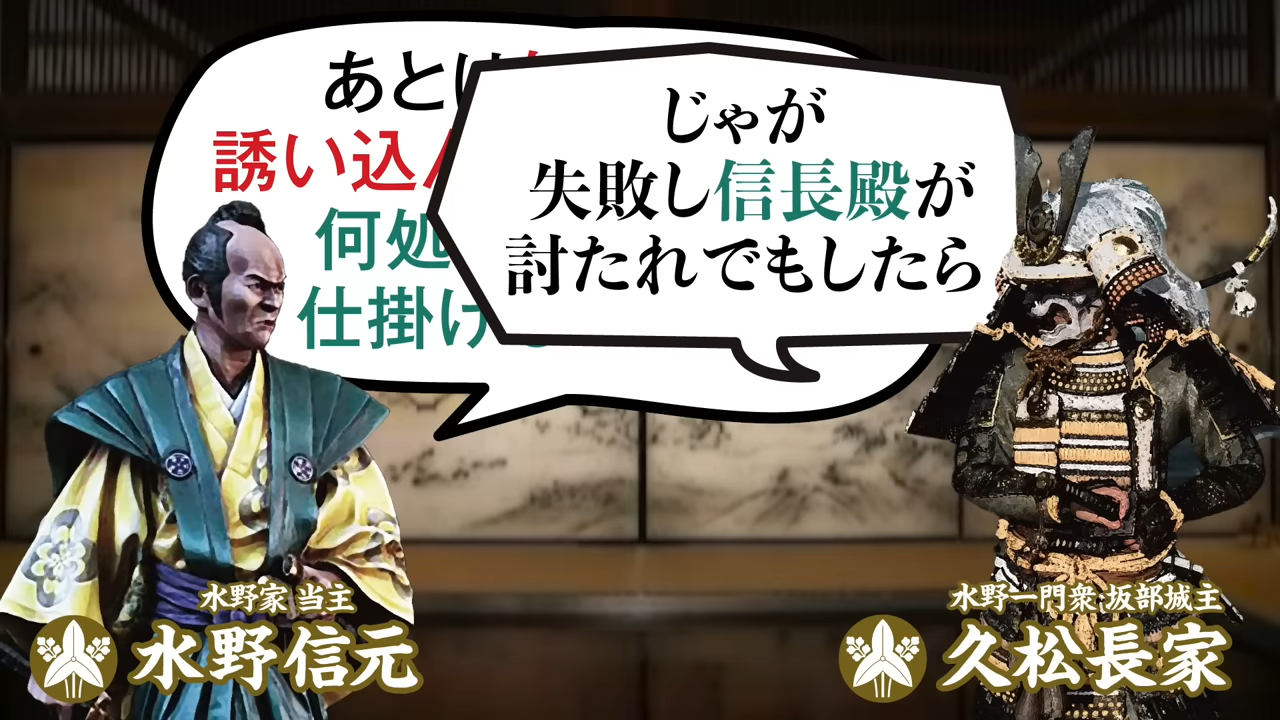 あとは
誘い込
何処
仕掛け
じゃが
失敗し信長殿が
討たれでもしたら
水野家 当主
水野信元
水野一門衆・坂部城主
久松長家